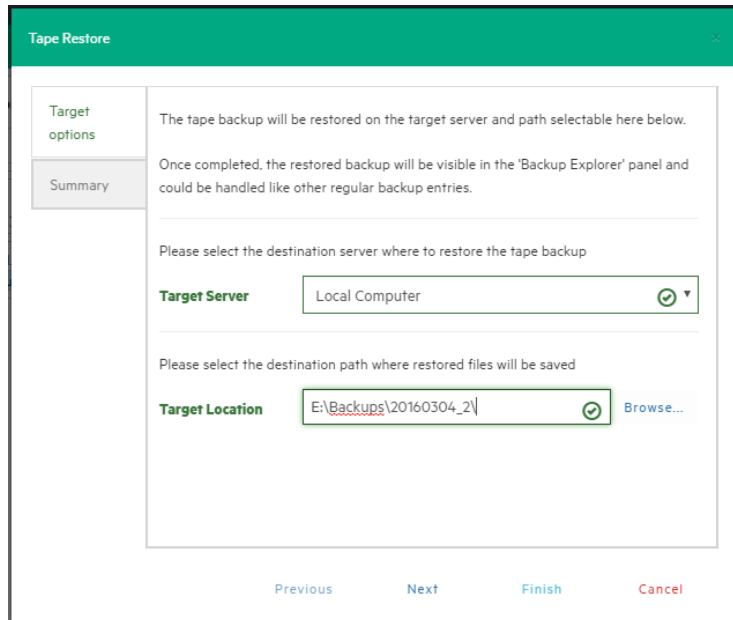 Tape Restore
×
Target
options
Summary
The tape backup will be restored on the target server and path selectable here below.
Once completed, the restored backup will be visible in the 'Backup Explorer' panel and
could be handled like other regular backup entries.
Please select the destination server where to restore the tape backup
Target Server
Local Computer
Please select the destination path where restored files will be saved
Target Location
E:\Backups\20160304_2\
Browse...
Previous
Next
Finish
Cancel